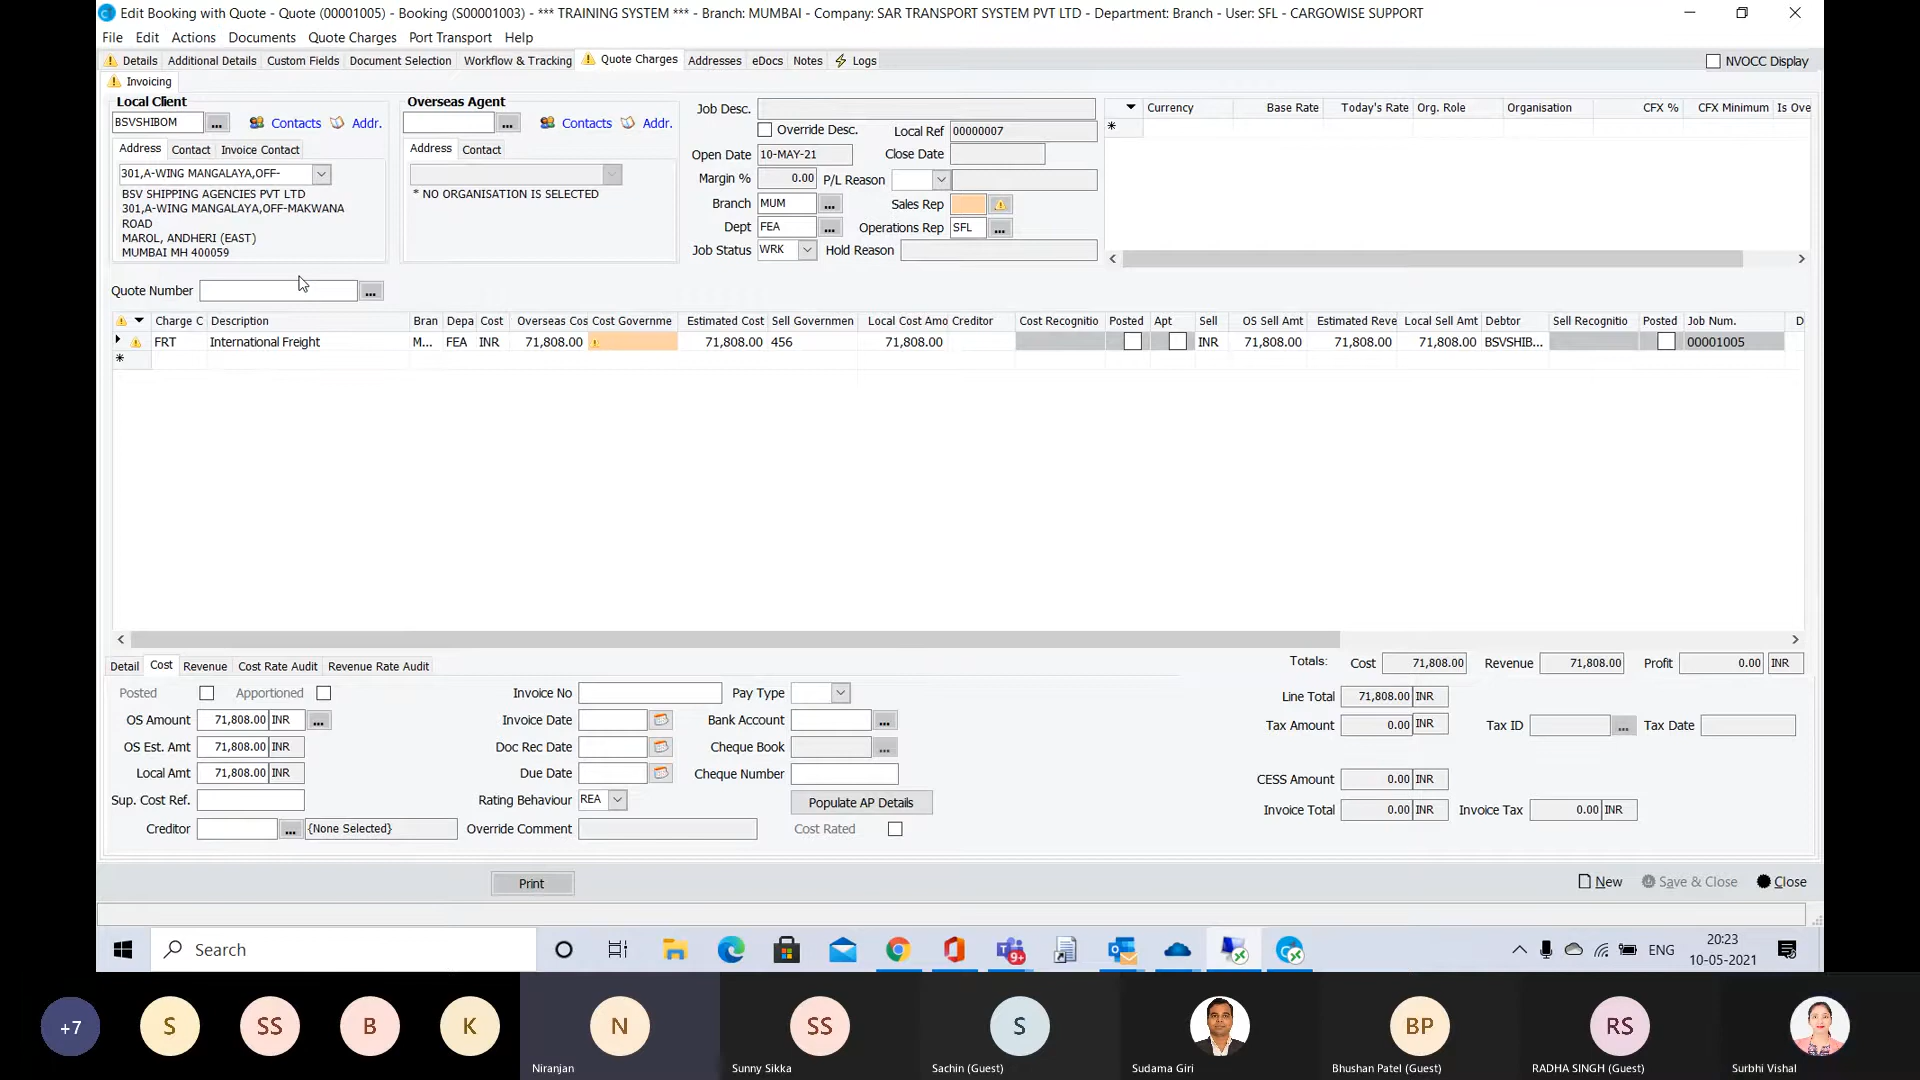 Edit Booking with Quote - Quote (00001005) - Booking (S00001003) - *** TRAINING SYSTEM *** - Branch: MUMBAI - Company: SAR TRANSPORT SYSTEM PVT LTD - Department: Branch - User: SFL - CARGOWISE SUPPORT
File Edit Actions Documents Quote Charges Port Transport Help
Details Additional Details Custom Fields Document Selection Workflow & Tracking Quote Charges Addresses eDocs Notes Logs NVOCC Display
Invoicing
Local Client
BSVSHIBOM ... Contacts Addr.
Address Contact Invoice Contact
301,A-WING MANGALAYA,OFF-
BSV SHIPPING AGENCIES PVT LTD
301,A-WING MANGALAYA,OFF-MAKWANA
ROAD
MAROL, ANDHERI (EAST)
MUMBAI MH 400059
Overseas Agent
... Contacts Addr.
Address Contact
* NO ORGANISATION IS SELECTED
Job Desc.
Override Desc. Local Ref 00000007
Open Date 10-MAY-21 Close Date
Margin % 0.00 P/L Reason
Branch MUM ... Sales Rep
Dept FEA ... Operations Rep SFL ...
Job Status WRK Hold Reason
Currency Base Rate Today's Rate Org. Role Organisation CFX % CFX Minimum Is Ove
*
Quote Number ...
Charge C Description Bran Depa Cost Overseas Cos Cost Governme Estimated Cost Sell Governmen Local Cost Amo Creditor Cost Recognitio Posted Apt Sell OS Sell Amt Estimated Reve Local Sell Amt Debtor Sell Recognitio Posted Job Num. D
FRT International Freight M... FEA INR 71,808.00 71,808.00 456 71,808.00 INR 71,808.00 71,808.00 71,808.00 BSVSHIB... 00001005
*
Detail Cost Revenue Cost Rate Audit Revenue Rate Audit
Totals: Cost 71,808.00 Revenue 71,808.00 Profit 0.00 INR
Posted Apportioned Invoice No Pay Type
Line Total 71,808.00 INR
OS Amount 71,808.00 INR ... Invoice Date Bank Account ...
Tax Amount 0.00 INR Tax ID ... Tax Date
OS Est. Amt 71,808.00 INR Doc Rec Date Cheque Book ...
Local Amt 71,808.00 INR Due Date Cheque Number
CESS Amount 0.00 INR
Sup. Cost Ref. Rating Behaviour REA Populate AP Details
Invoice Total 0.00 INR Invoice Tax 0.00 INR
Creditor ... {None Selected} Override Comment Cost Rated
Print New Save & Close Close
Search
9+
ENG
20:23
10-05-2021
+7 S SS B K N SS S BP RS
Niranjan Sunny Sikka Sachin (Guest) Sudama Giri Bhushan Patel (Guest) RADHA SINGH (Guest) Surbhi Vishal